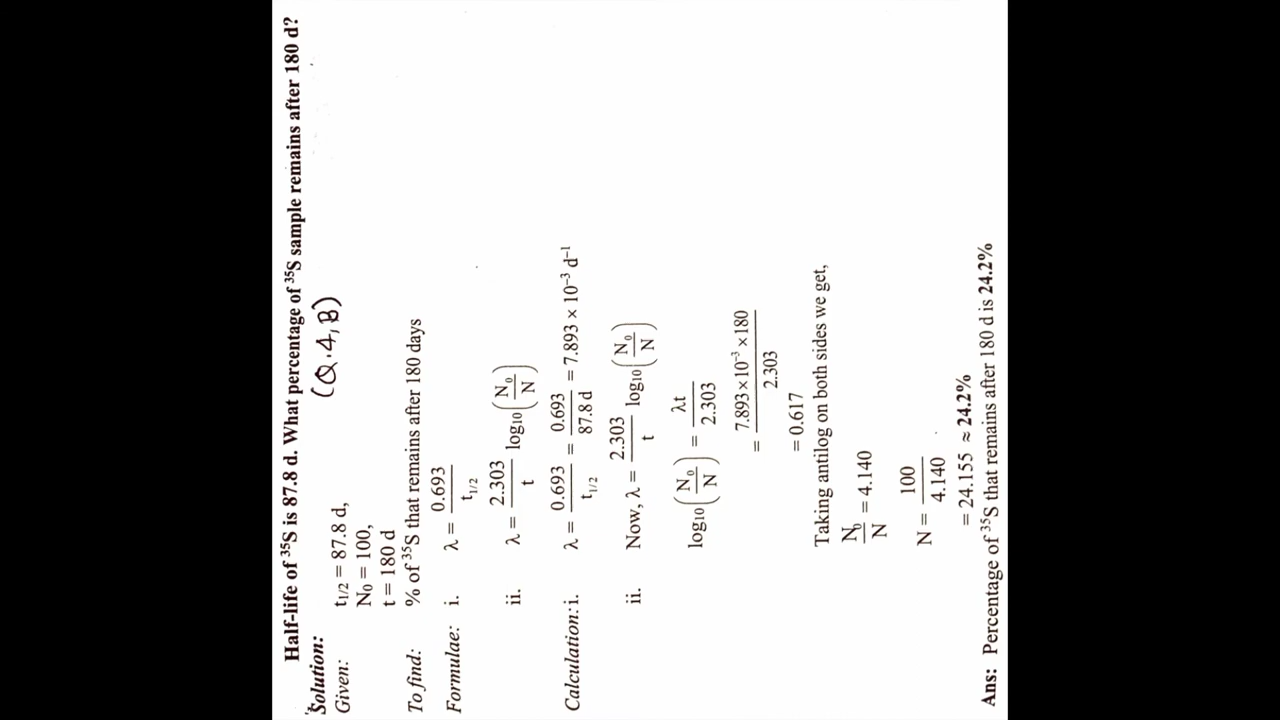 Half-life of ³⁵S is 87.8 d. What percentage of ³⁵S sample remains after 180 d?
Solution:
(Q.4, B)
Given: t1/2 = 87.8 d,
N₀ = 100,
t = 180 d
To find: % of ³⁵S that remains after 180 days
Formulae: i. λ = 0.693 / t1/2
ii. λ = 2.303 / t log₁₀ (N₀ / N)
Calculation: i. λ = 0.693 / t1/2 = 0.693 / 87.8 d = 7.893 × 10⁻³ d⁻¹
ii. Now, λ = 2.303 / t log₁₀ (N₀ / N)
log₁₀ (N₀ / N) = λt / 2.303
= 7.893×10⁻³ ×180 / 2.303
= 0.617
Taking antilog on both sides we get,
N₀ / N = 4.140
N = 100 / 4.140
= 24.155 ≈ 24.2%
Ans: Percentage of ³⁵S that remains after 180 d is 24.2%